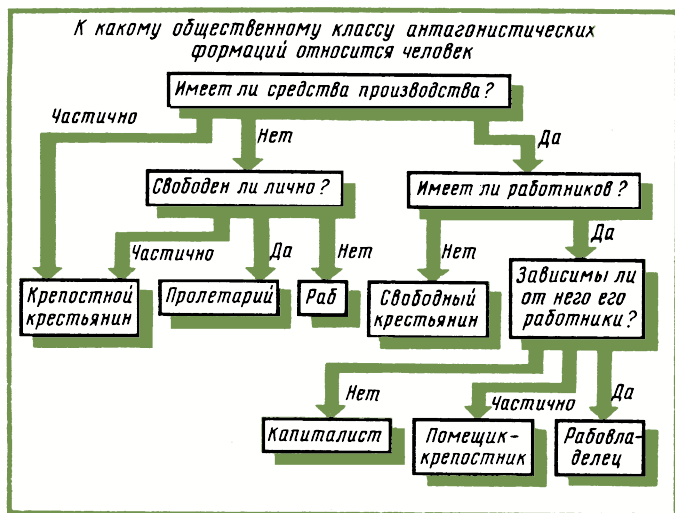 К какому общественному классу антагонистических
формаций относится человек
Имеет ли средства производства?
Частично
Нет
Да
Свободен ли лично?
Имеет ли работников?
Частично
Да
Нет
Нет
Да
Крепостной
крестьянин
Пролетарий
Раб
Свободный
крестьянин
Зависимы ли
от него его
работники?
Нет
Частично
Да
Капиталист
Помещик-
крепостник
Рабовла-
делец